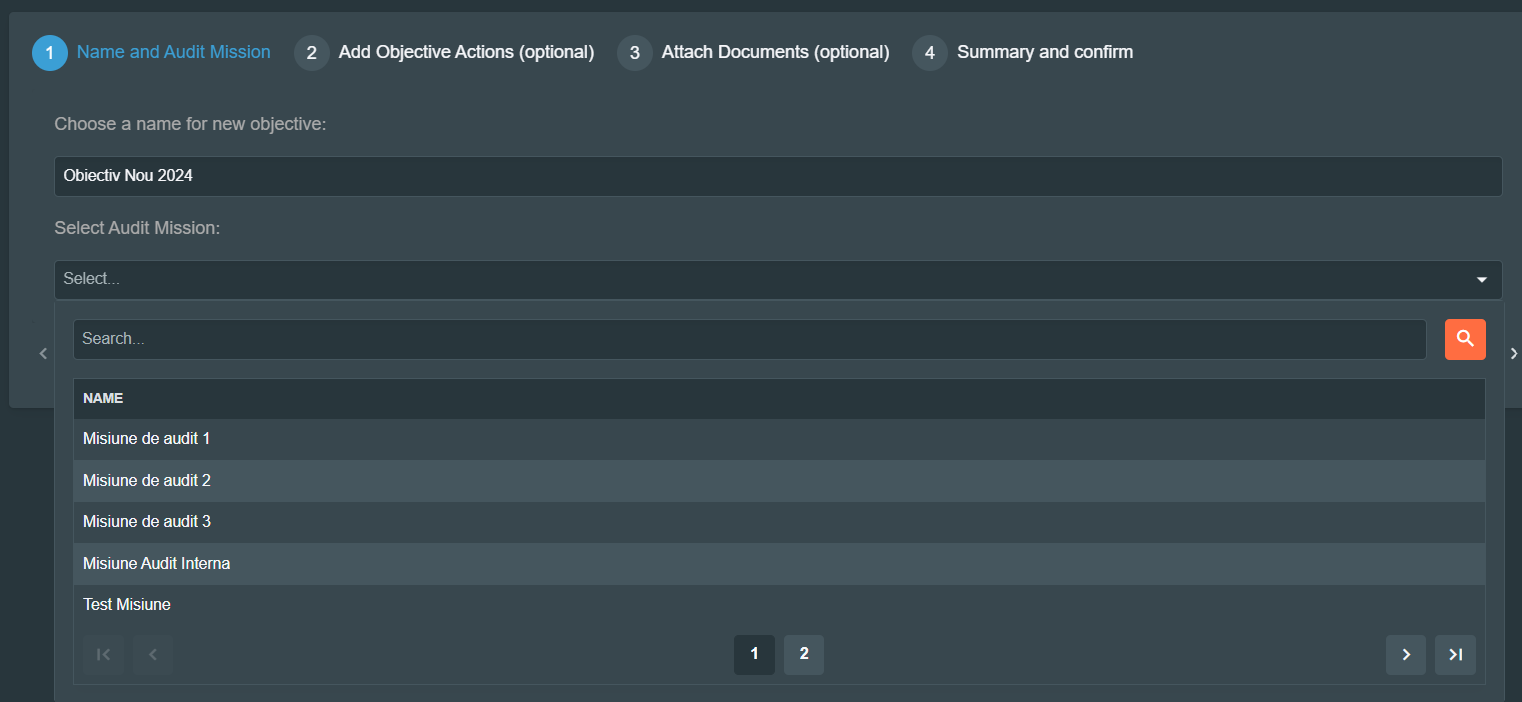 1 Name and Audit Mission 2 Add Objective Actions (optional) 3 Attach Documents (optional) 4 Summary and confirm
Choose a name for new objective:
Obiectiv Nou 2024
Select Audit Mission:
Select...
Search...
NAME
Misiune de audit 1
Misiune de audit 2
Misiune de audit 3
Misiune Audit Interna
Test Misiune
1 2